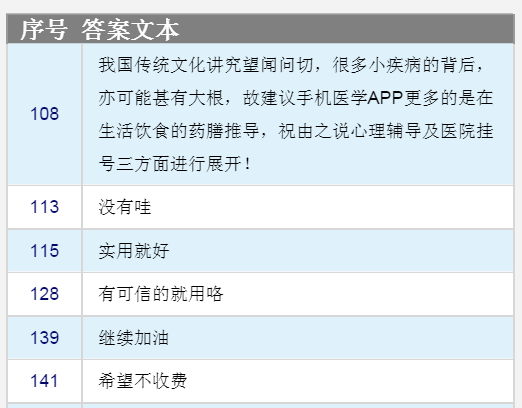 序号 答案文本
我国传统文化讲究望闻问切，很多小疾病的背后，
亦可能甚有大根，故建议手机医学APP更多的是在
108
生活饮食的药膳推导，祝由之说心理辅导及医院挂
号三方面进行展开！
113 没有哇
115 实用就好
128 有可信的就用咯
139 继续加油
141 希望不收费